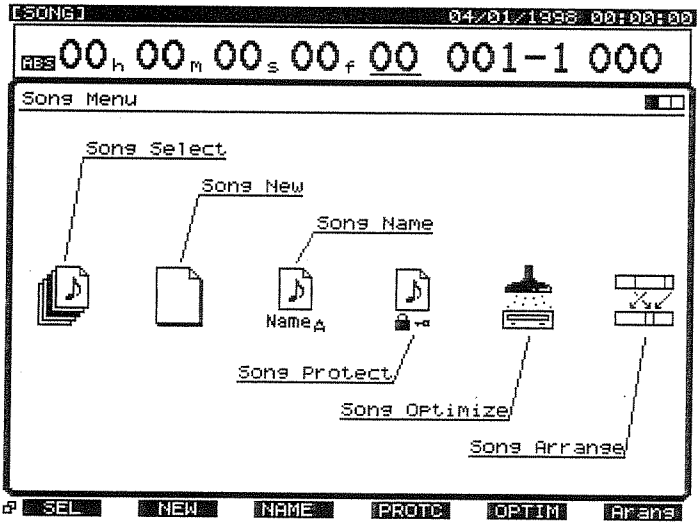 [SONG] 04/01/1998 00:00:00
ABS 00h 00m 00s 00f 00 001-1 000
Song Menu
Song Select
Song New
Song Name
Name
Song Protect
Song Optimize
Song Arrange
SEL NEW NAME PROTC OPTIM Arang